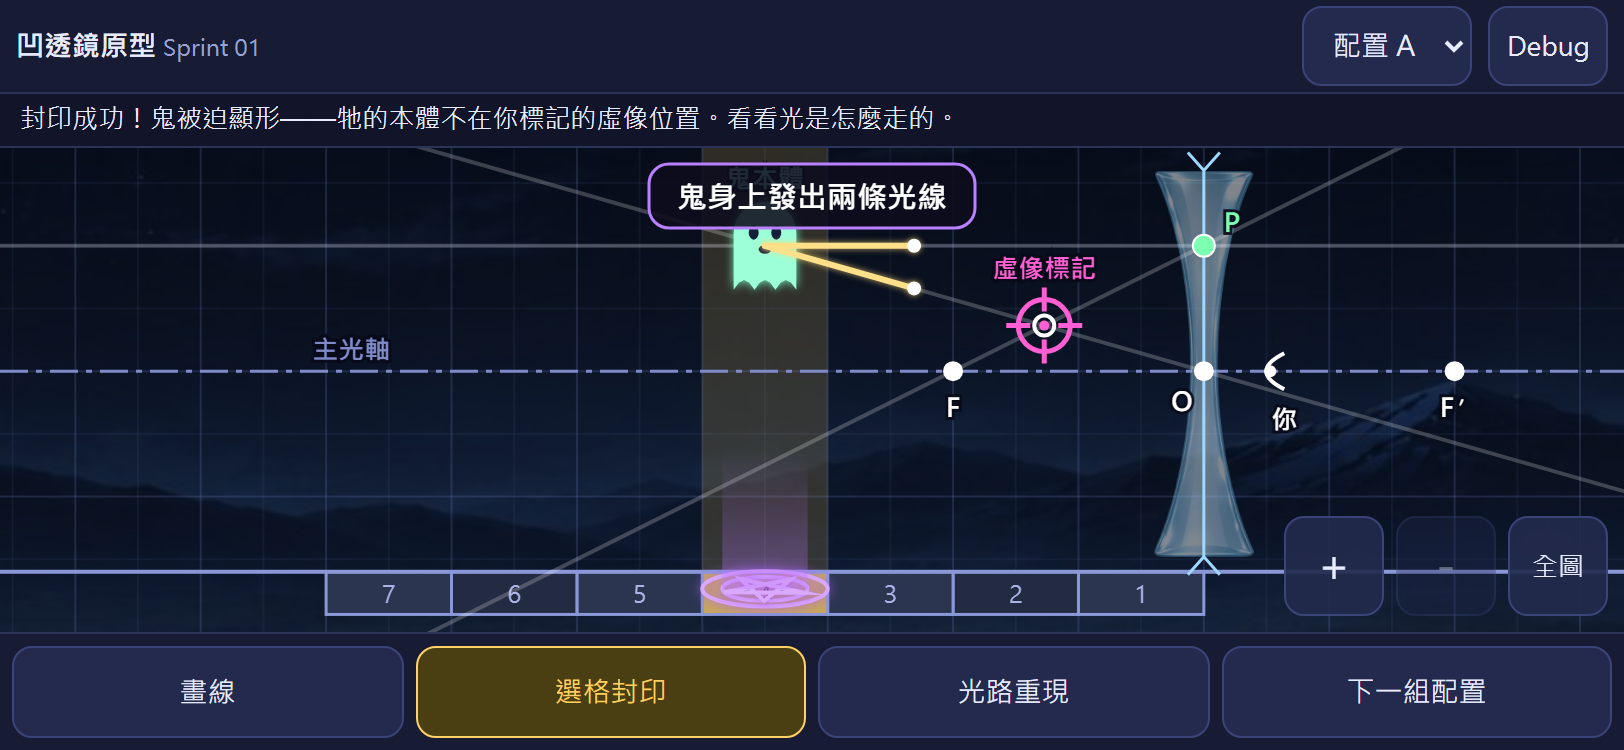 凹透鏡原型 Sprint 01
配置 A
Debug
封印成功！鬼被迫顯形——牠的本體不在你標記的虛像位置。看看光是怎麼走的。
鬼本體
鬼身上發出兩條光線
P
虛像標記
主光軸
F
O
你
F′
7
6
5
3
2
1
+
-
全圖
畫線
選格封印
光路重現
下一組配置